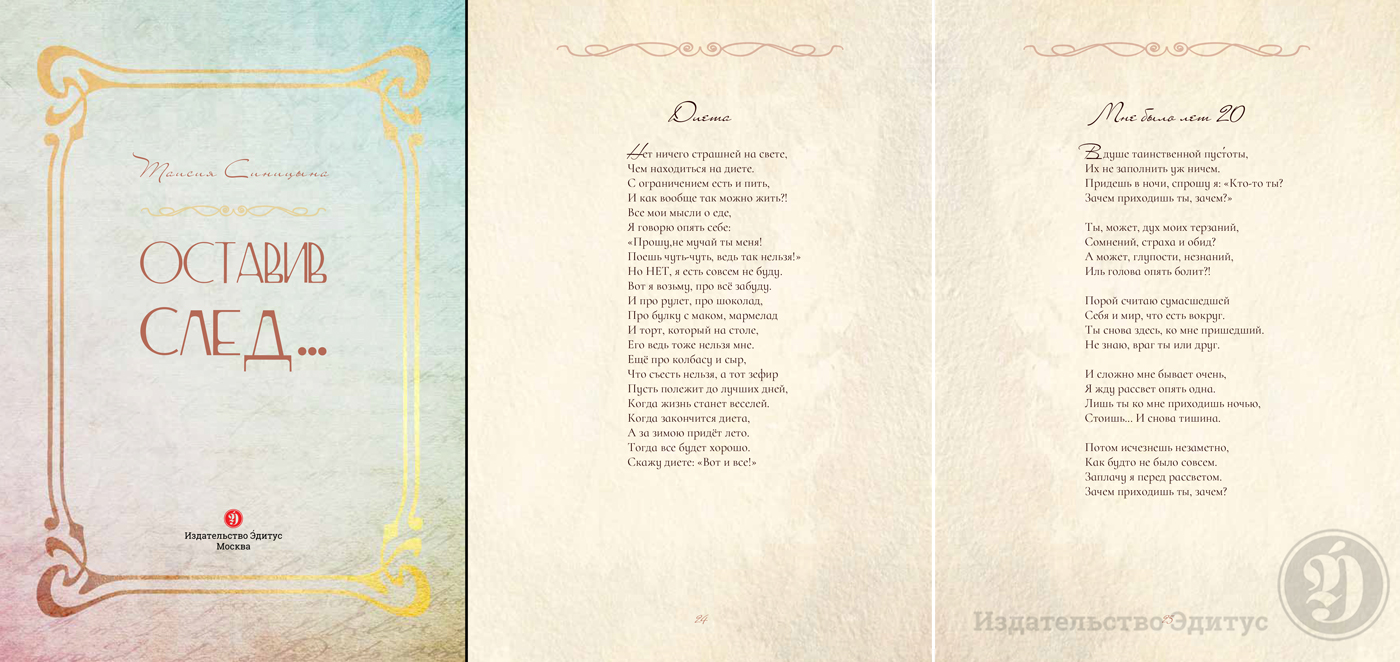 Таисия Синицына
ОСТАВИВ
СЛЕД...
Издательство Э́дитус
Москва
Диета
Нет ничего страшней на свете,
Чем находиться на диете.
С ограничением есть и пить,
И как вообще так можно жить?!
Все мои мысли о еде,
Я говорю опять себе:
«Прошу,не мучай ты меня!
Поешь чуть-чуть, ведь так нельзя!»
Но НЕТ, я есть совсем не буду.
Вот я возьму, про всё забуду.
И про рулет, про шоколад,
Про булку с маком, мармелад
И торт, который на столе,
Его ведь тоже нельзя мне.
Ещё про колбасу и сыр,
Что съесть нельзя, а тот зефир
Пусть полежит до лучших дней,
Когда жизнь станет веселей.
Когда закончится диета,
А за зимою придёт лето.
Тогда все будет хорошо.
Скажу диете: «Вот и все!»
24
Мне было лет 20
В душе таинственной пусто́ты,
Их не заполнить уж ничем.
Придешь в ночи, спрошу я: «Кто-то ты?
Зачем приходишь ты, зачем?»
Ты, может, дух моих терзаний,
Сомнений, страха и обид?
А может, глупости, незнаний,
Иль голова опять болит?!
Порой считаю сумасшедшей
Себя и мир, что есть вокруг.
Ты снова здесь, ко мне пришедший.
Не знаю, враг ты или друг.
И сложно мне бывает очень,
Я жду рассвет опять одна.
Лишь ты ко мне приходишь ночью,
Стоишь... И снова тишина.
Потом исчезнешь незаметно,
Как будто не было совсем.
Заплачу я перед рассветом.
Зачем приходишь ты, зачем?
Издательство Эдитус